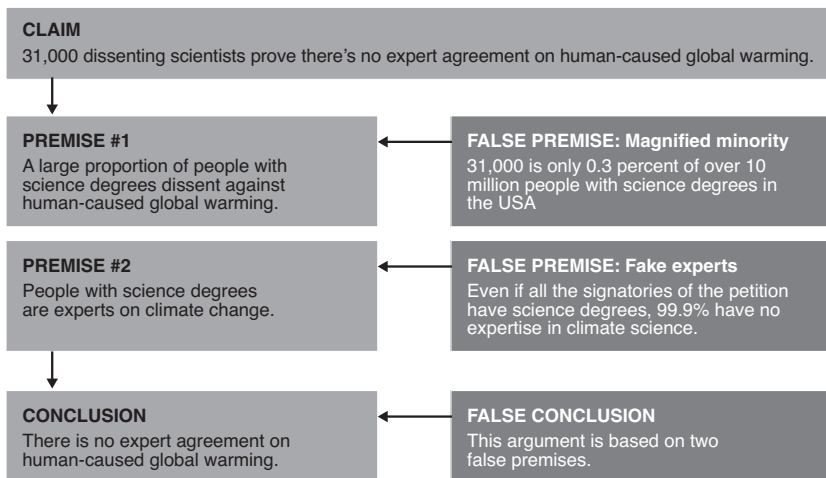 CLAIM
31,000 dissenting scientists prove there's no expert agreement on human-caused global warming.
PREMISE #1
A large proportion of people with
science degrees dissent against
human-caused global warming.
FALSE PREMISE: Magnified minority
31,000 is only 0.3 percent of over 10
million people with science degrees in
the USA
PREMISE #2
People with science degrees
are experts on climate change.
FALSE PREMISE: Fake experts
Even if all the signatories of the petition
have science degrees, 99.9% have no
expertise in climate science.
CONCLUSION
There is no expert agreement on
human-caused global warming.
FALSE CONCLUSION
This argument is based on two
false premises.